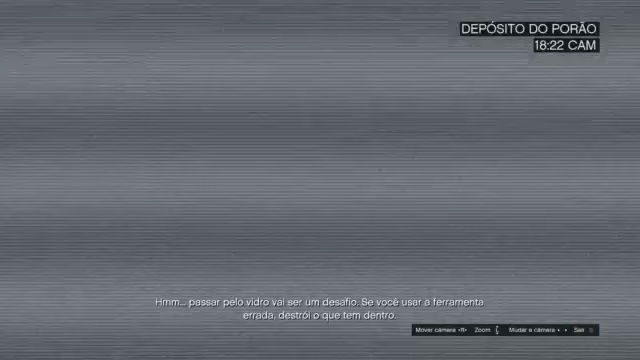 DEPÓSITO DO PORÃO
18:22 CAM
Hmm... passar pelo vidro vai ser um desafio. Se você usar a ferramenta
errada, destrói o que tem dentro.
Mover câmera Zoom Mudar a câmera Sair